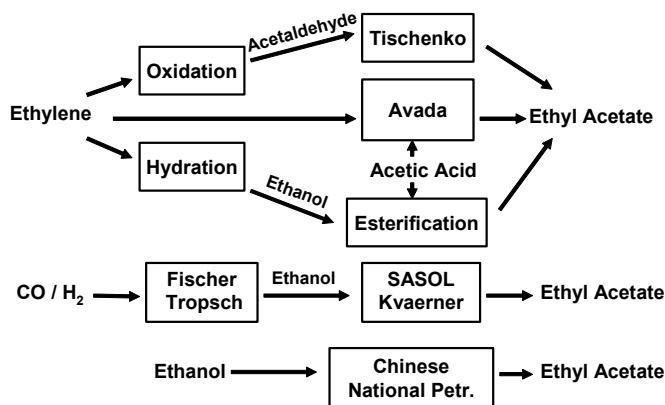 Acetaldehyde
Tischenko
Oxidation
Ethylene
Avada
Ethyl Acetate
Hydration
Acetic Acid
Ethanol
Esterification
CO / H₂
Fischer
Tropsch
Ethanol
SASOL
Kvaerner
Ethyl Acetate
Ethanol
Chinese
National Petr.
Ethyl Acetate